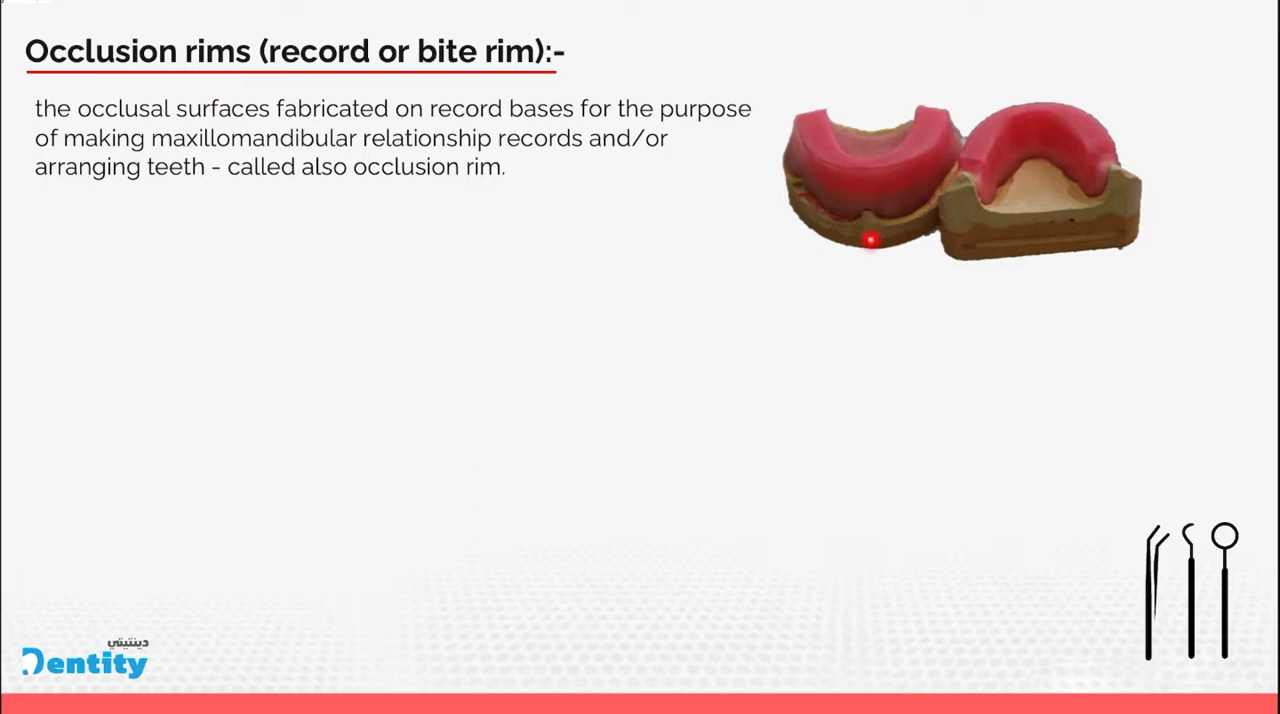 Occlusion rims (record or bite rim):-
the occlusal surfaces fabricated on record bases for the purpose
of making maxillomandibular relationship records and/or
arranging teeth - called also occlusion rim.
دينتيتي
Dentity